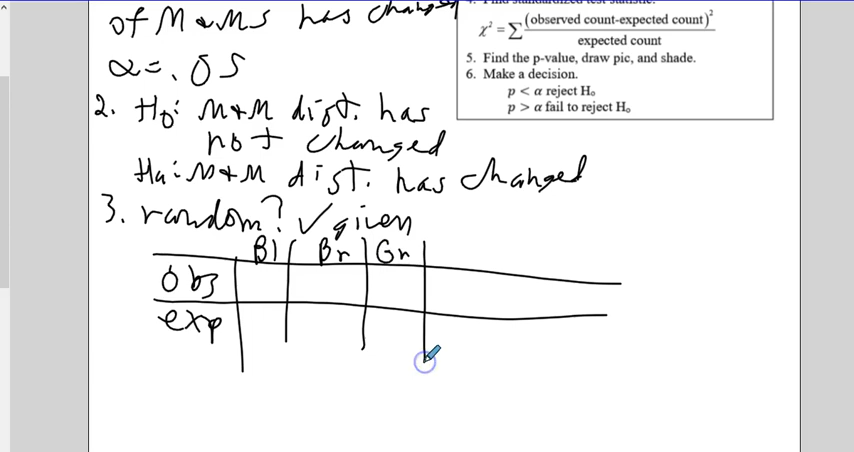 of M&Ms has changed
α=.05
2. Ho: M+M dist. has
not changed
Ha: M+M dist. has changed
3. random? ✓ given
Bl Br Gr
Obs
exp
χ² = Σ (observed count-expected count)² / expected count
5. Find the p-value, draw pic, and shade.
6. Make a decision.
p < α reject Hₒ
p > α fail to reject Hₒ